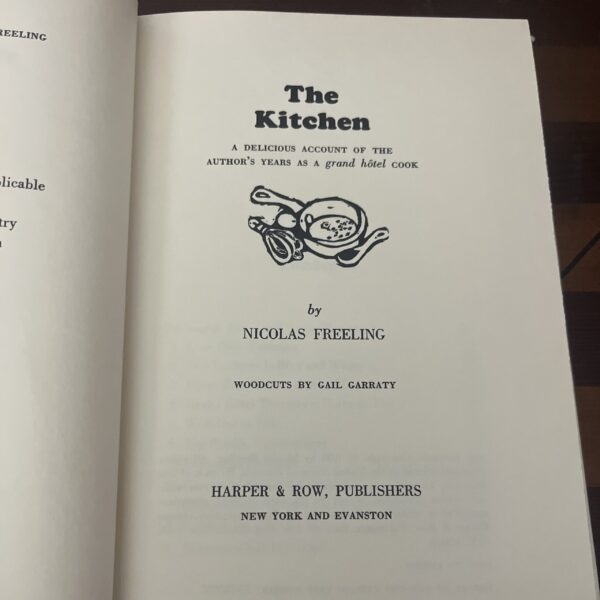 REELING
plicable
try
The
Kitchen
A DELICIOUS ACCOUNT OF THE
AUTHOR'S YEARS AS A grand hôtel COOK
by
NICOLAS FREELING
WOODCUTS BY GAIL GARRATY
HARPER & ROW, PUBLISHERS
NEW YORK AND EVANSTON